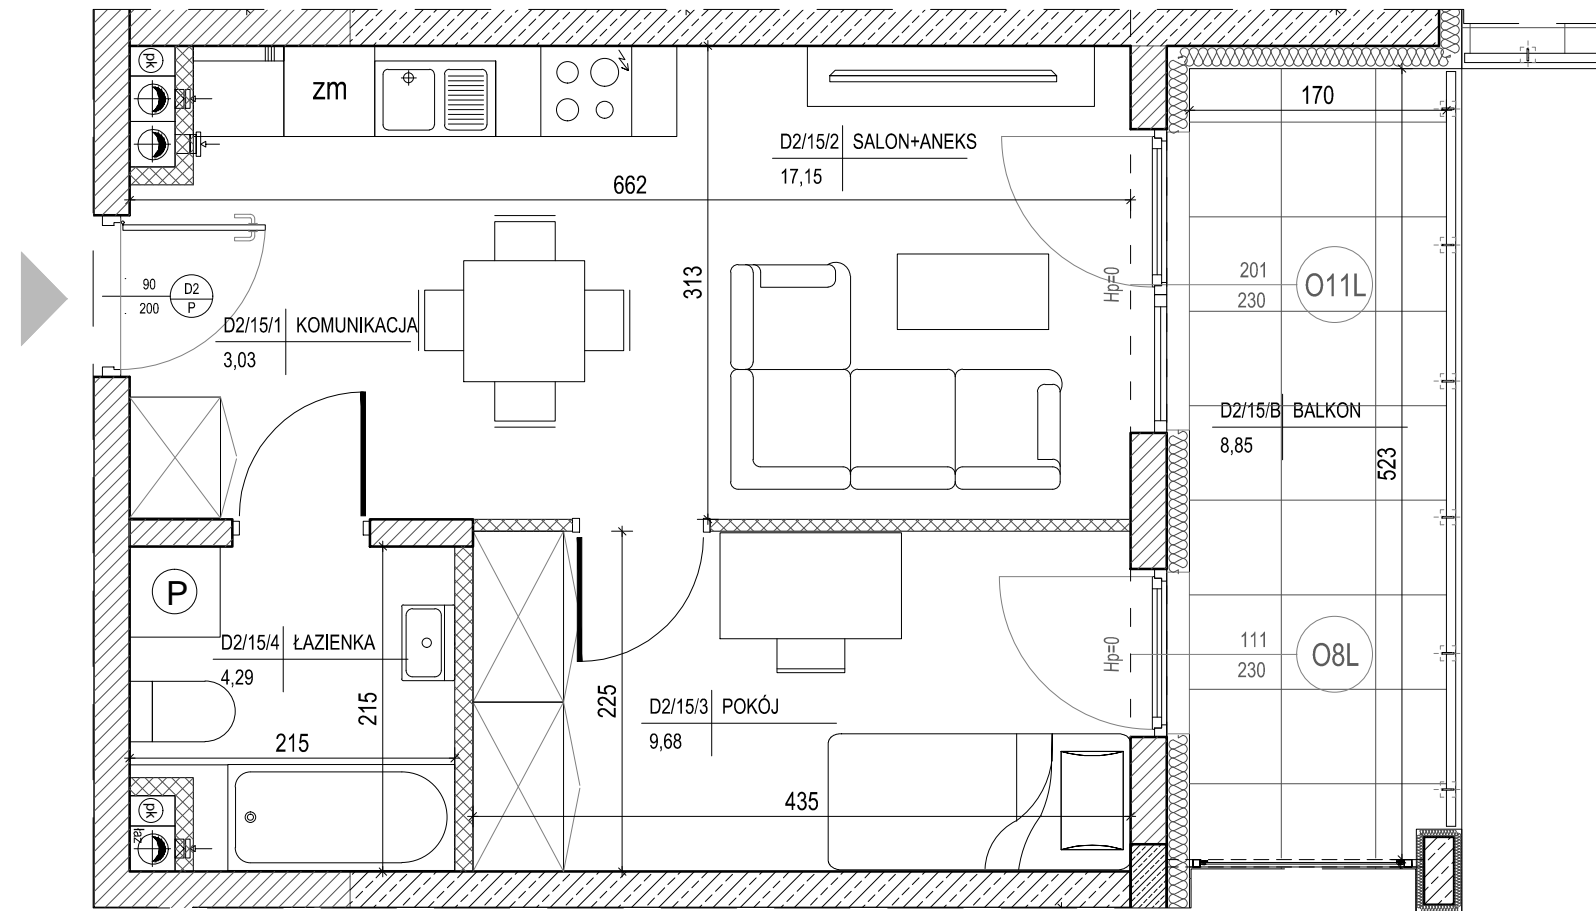 pk
zm
170
D2/15/2 SALON+ANEKS
17,15
662
313
Hp=0
201
230
O11L
90
200
D2
P
D2/15/1 KOMUNIKACJA
3,03
D2/15/B BALKON
8,85
523
P
D2/15/4 ŁAZIENKA
4,29
215
215
225
D2/15/3 POKÓJ
9,68
Hp=0
111
230
O8L
435
pk
łaz